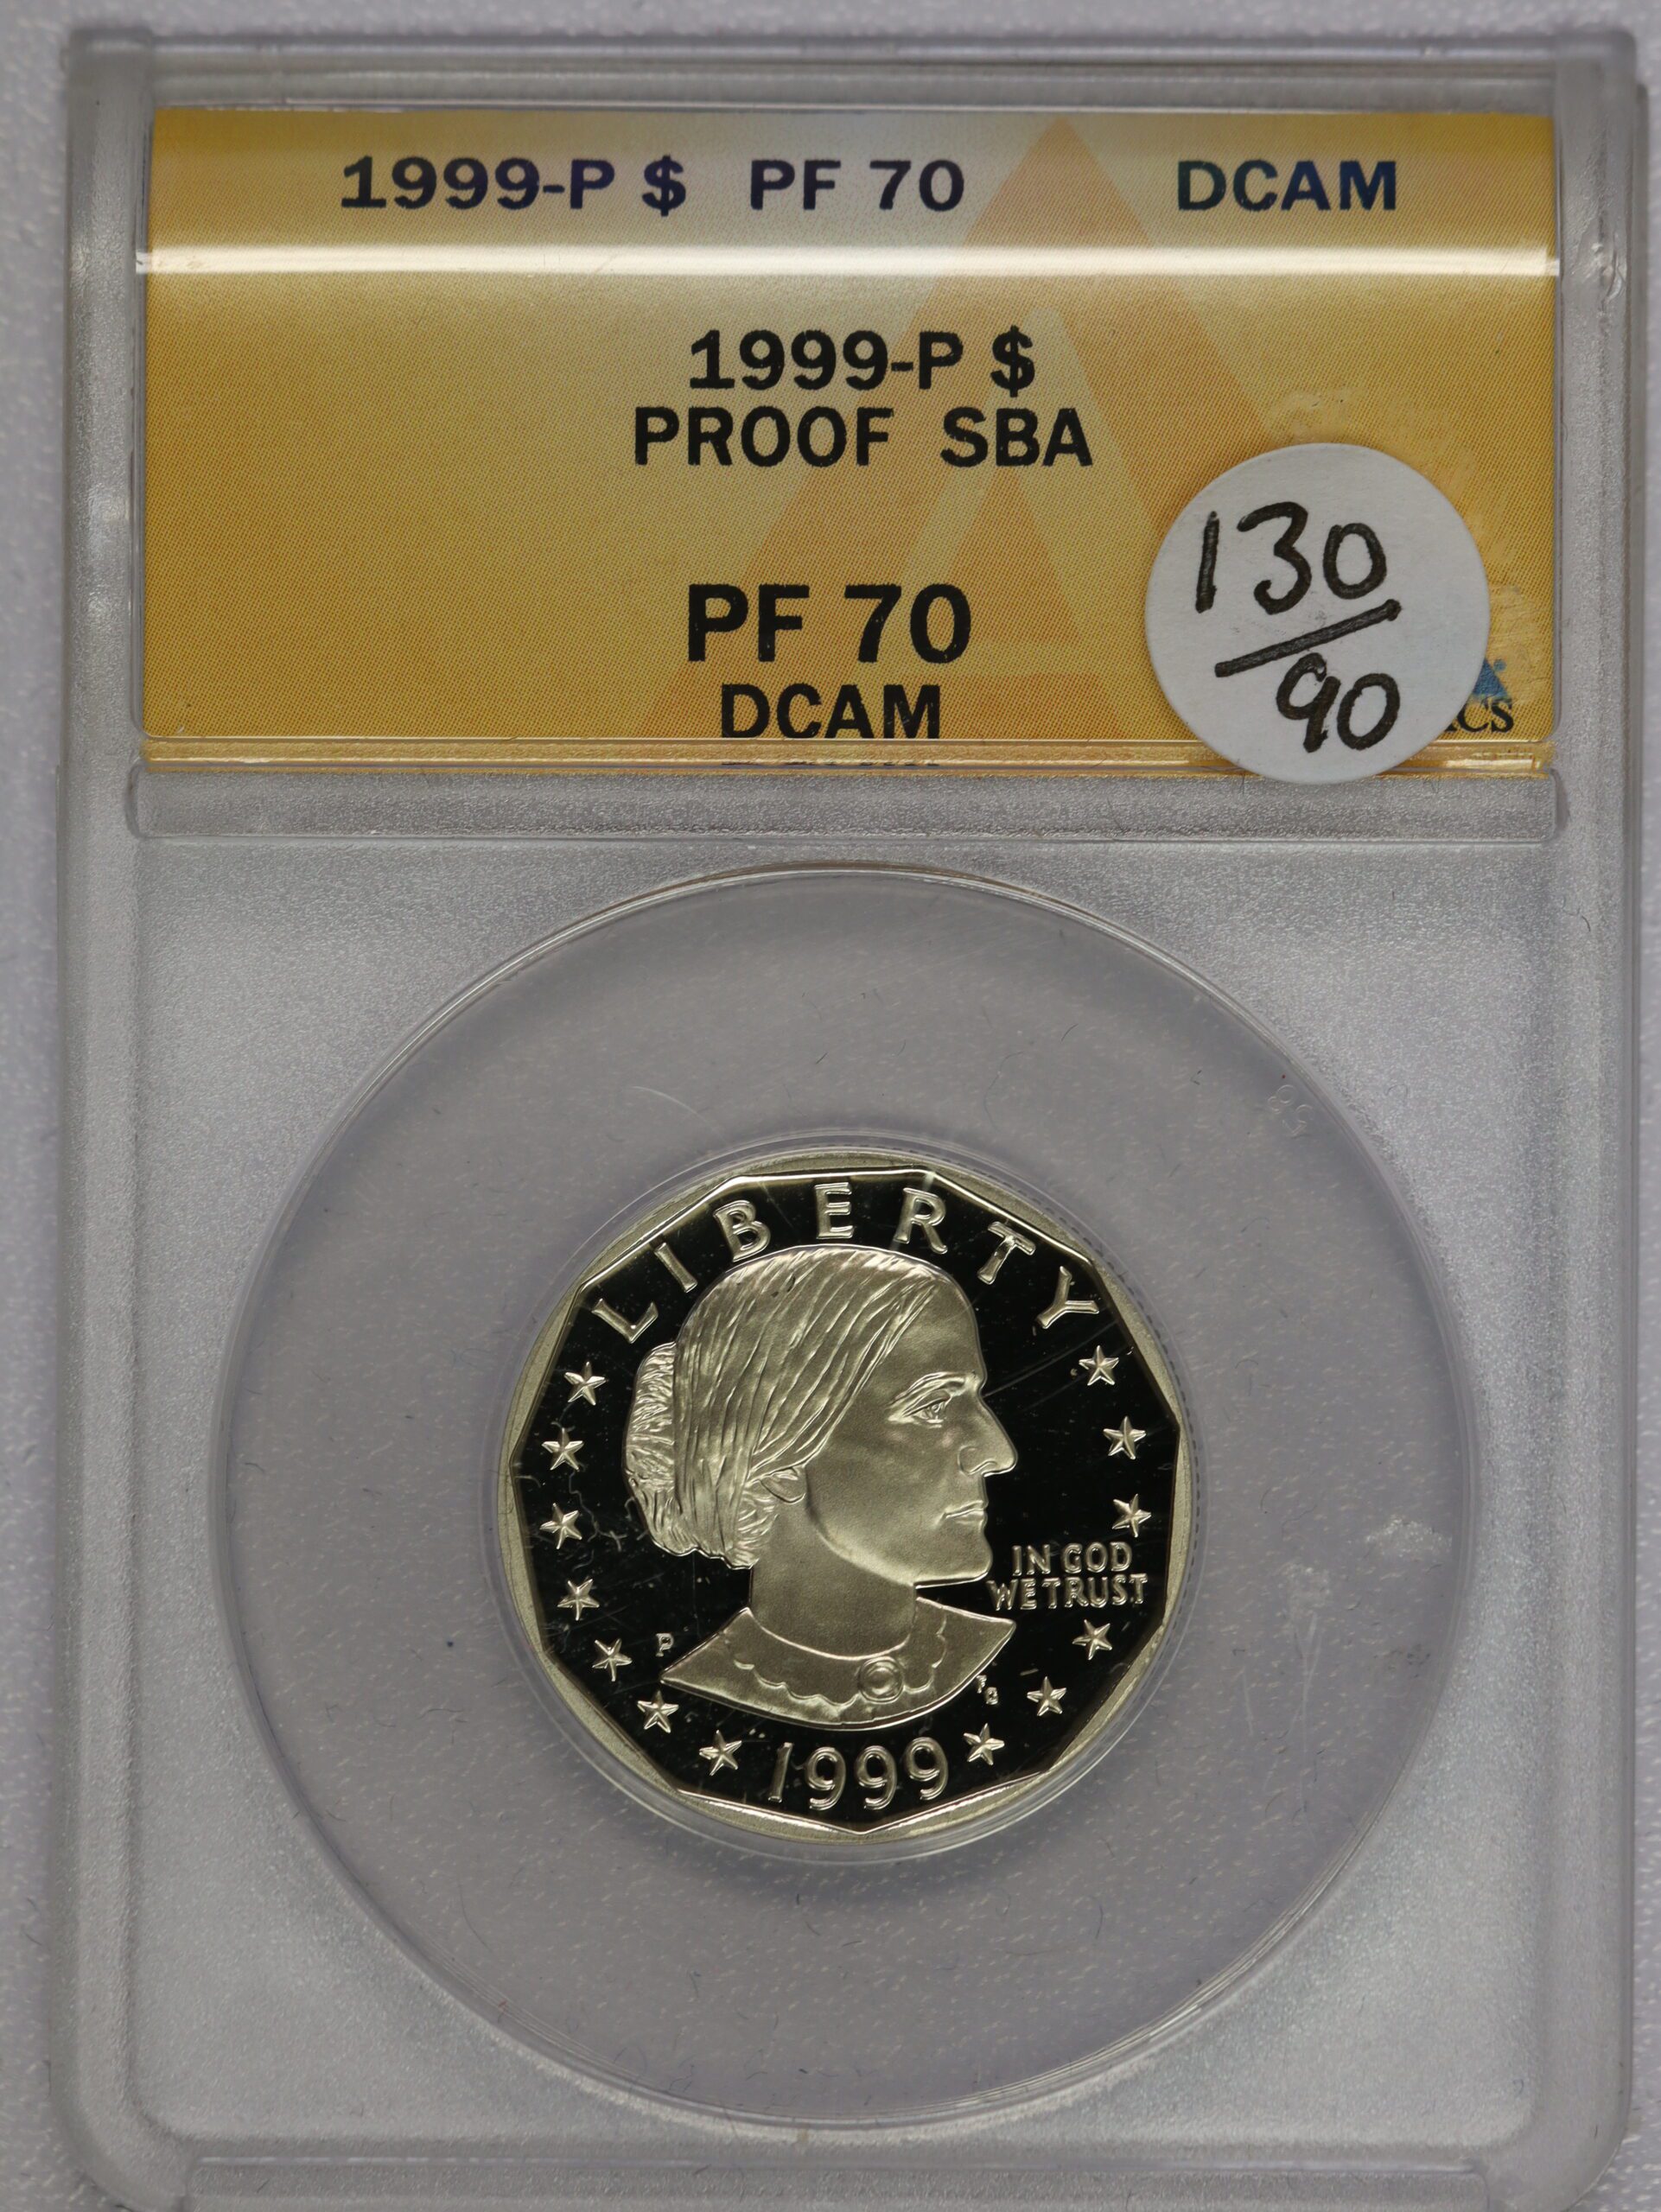 1999-P $ PF 70 DCAM
1999-P $
PROOF SBA
130
90
PF 70
DCAM
LIBERTY
IN GOD
WE TRUST
P
1999